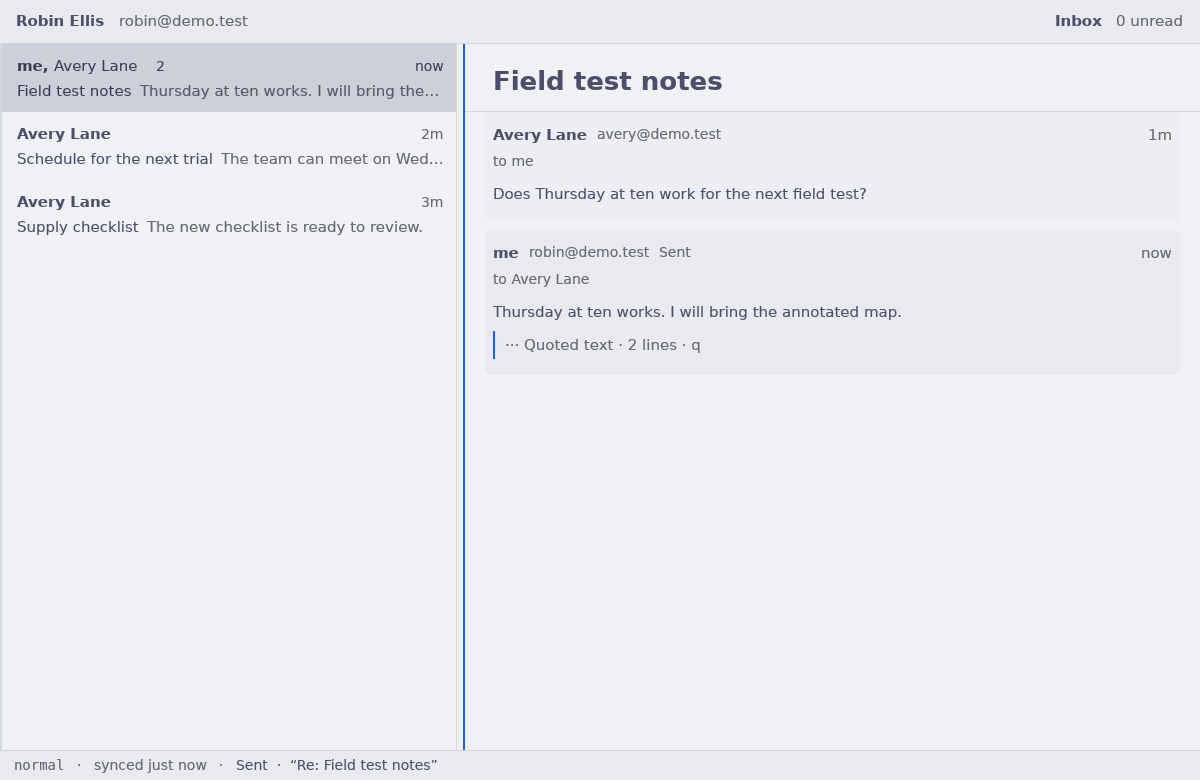 Robin Ellis robin@demo.test
Inbox 0 unread
me, Avery Lane 2 now
Field test notes Thursday at ten works. I will bring the…
Avery Lane 2m
Schedule for the next trial The team can meet on Wed…
Avery Lane 3m
Supply checklist The new checklist is ready to review.
Field test notes
Avery Lane avery@demo.test 1m
to me
Does Thursday at ten work for the next field test?
me robin@demo.test Sent now
to Avery Lane
Thursday at ten works. I will bring the annotated map.
··· Quoted text · 2 lines · q
normal · synced just now · Sent · “Re: Field test notes”